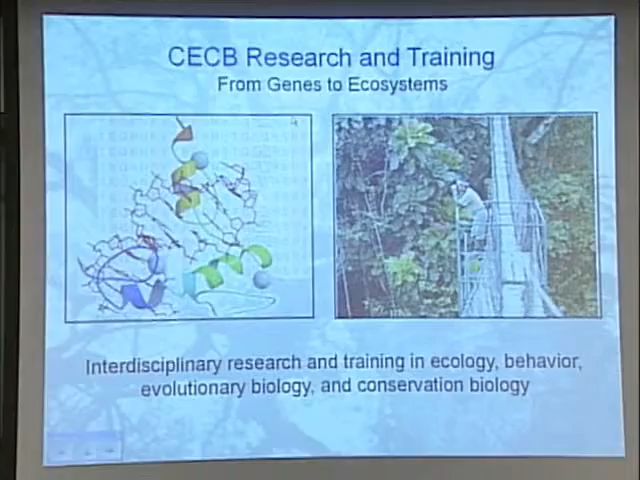 CECB Research and Training
From Genes to Ecosystems
Interdisciplinary research and training in ecology, behavior,
evolutionary biology, and conservation biology